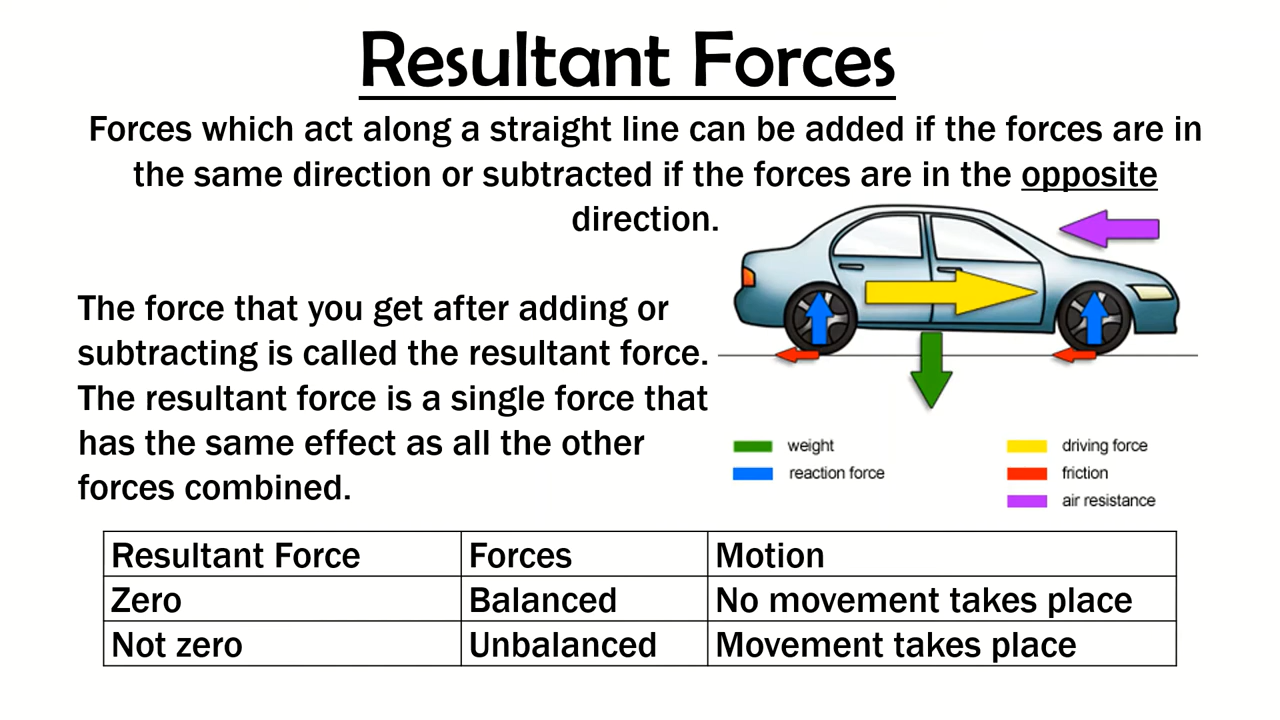 Resultant Forces
Forces which act along a straight line can be added if the forces are in
the same direction or subtracted if the forces are in the opposite
direction.
The force that you get after adding or
subtracting is called the resultant force.
The resultant force is a single force that
has the same effect as all the other
forces combined.
weight
reaction force
driving force
friction
air resistance
Resultant Force Forces Motion
Zero Balanced No movement takes place
Not zero Unbalanced Movement takes place